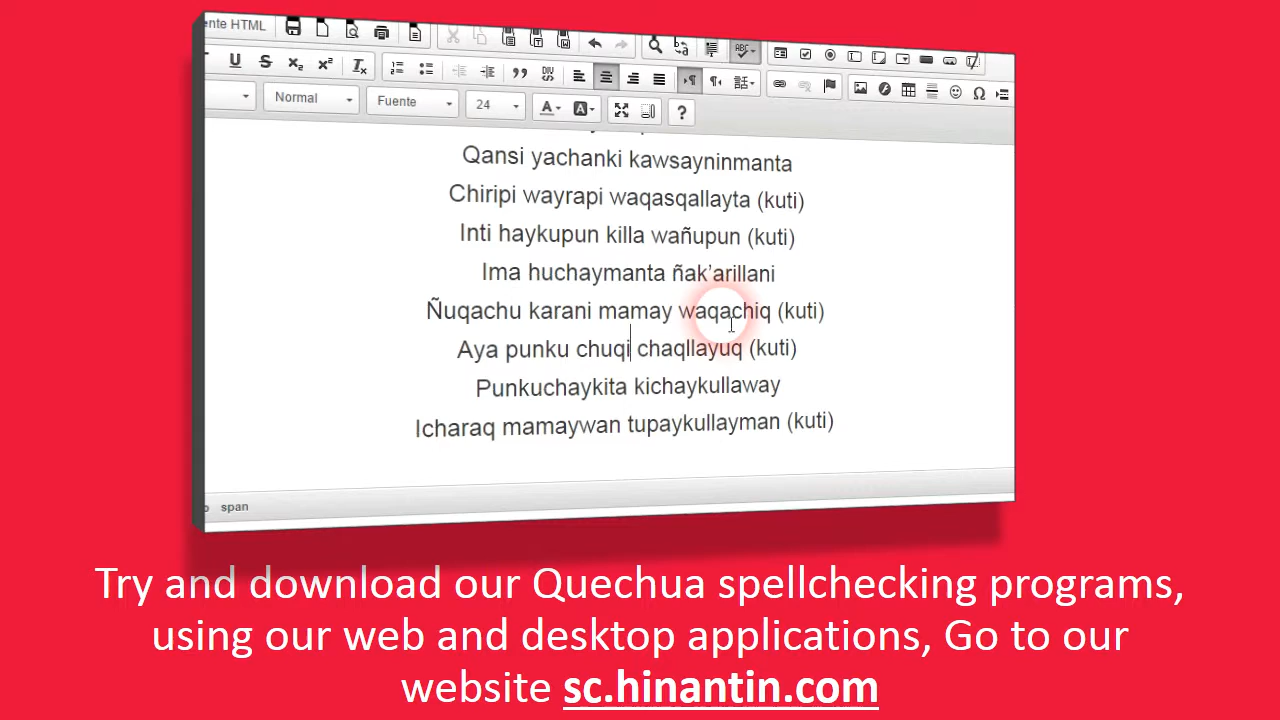 ente HTML
Normal Fuente 24
Qansi yachanki kawsayninmanta
Chiripi wayrapi waqasqallayta (kuti)
Inti haykupun killa wañupun (kuti)
Ima huchaymanta ñak’arillani
Ñuqachu karani mamay waqachiq (kuti)
Aya punku chuqi chaqllayuq (kuti)
Punkuchaykita kichaykullaway
Icharaq mamaywan tupaykullayman (kuti)
span
Try and download our Quechua spellchecking programs,
using our web and desktop applications, Go to our
website sc.hinantin.com